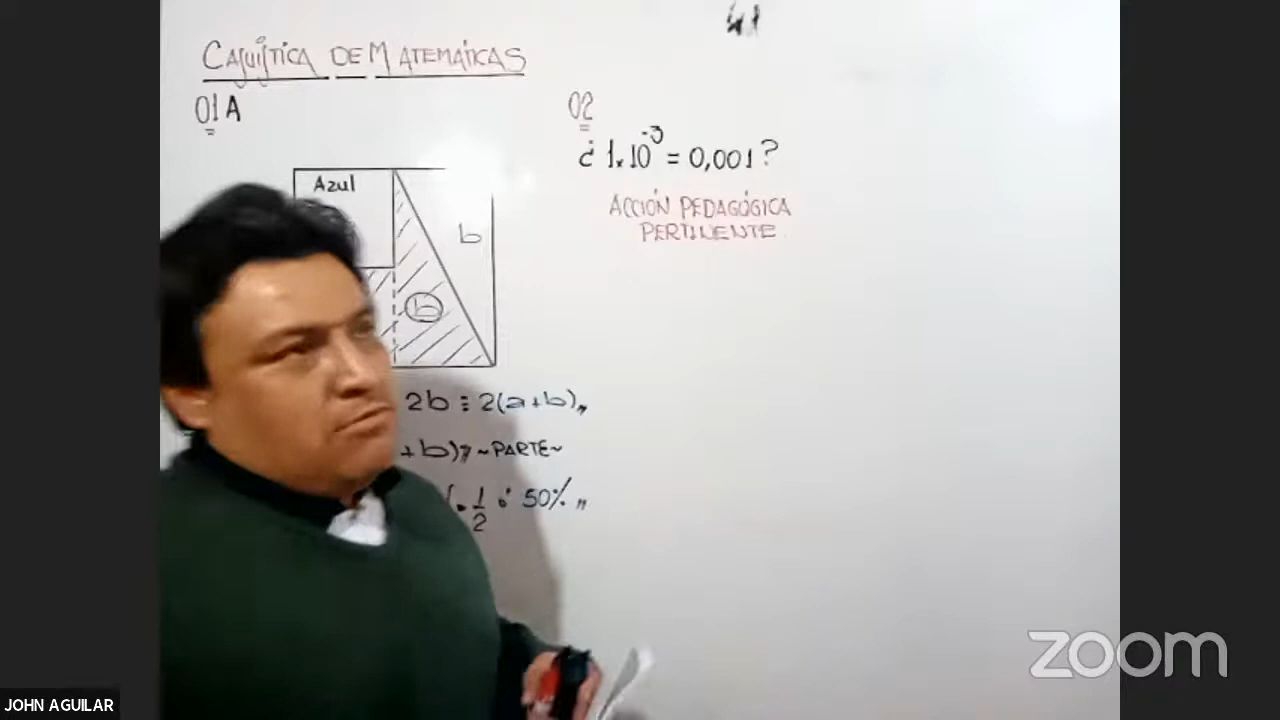 CASUÍSTICA DE MATEMÁTICAS
01 A
Azul
b
b
2b = 2(a+b)
+ b) ~PARTE~
1/2 ó 50%
02
¿ 1x10⁻³ = 0,001?
ACCIÓN PEDAGÓGICA
PERTINENTE
zoom
JOHN AGUILAR